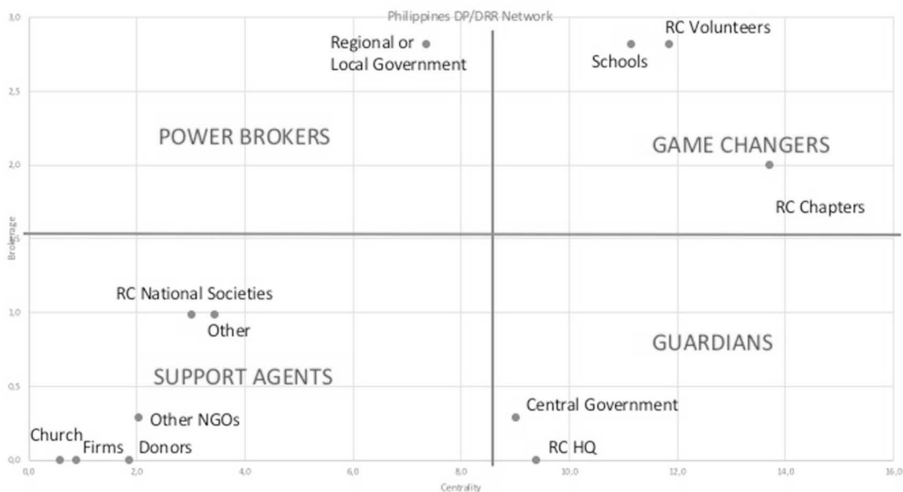 Philippines DP/DRR Network
3,0
Regional or
Local Government
RC Volunteers
Schools
2,5
POWER BROKERS
GAME CHANGERS
2,0
RC Chapters
Brokerage
RC National Societies
1,0
Other
GUARDIANS
SUPPORT AGENTS
0,5
Central Government
Other NGOs
Church
Firms
Donors
RC HQ
0,0
0,0 2,0 4,0 6,0 8,0 10,0 12,0 14,0 16,0
Centrality